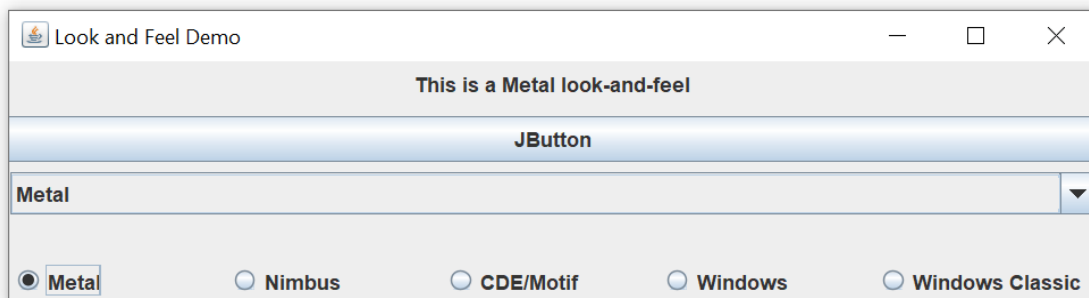 Look and Feel Demo
This is a Metal look-and-feel
JButton
Metal
Metal Nimbus CDE/Motif Windows Windows Classic